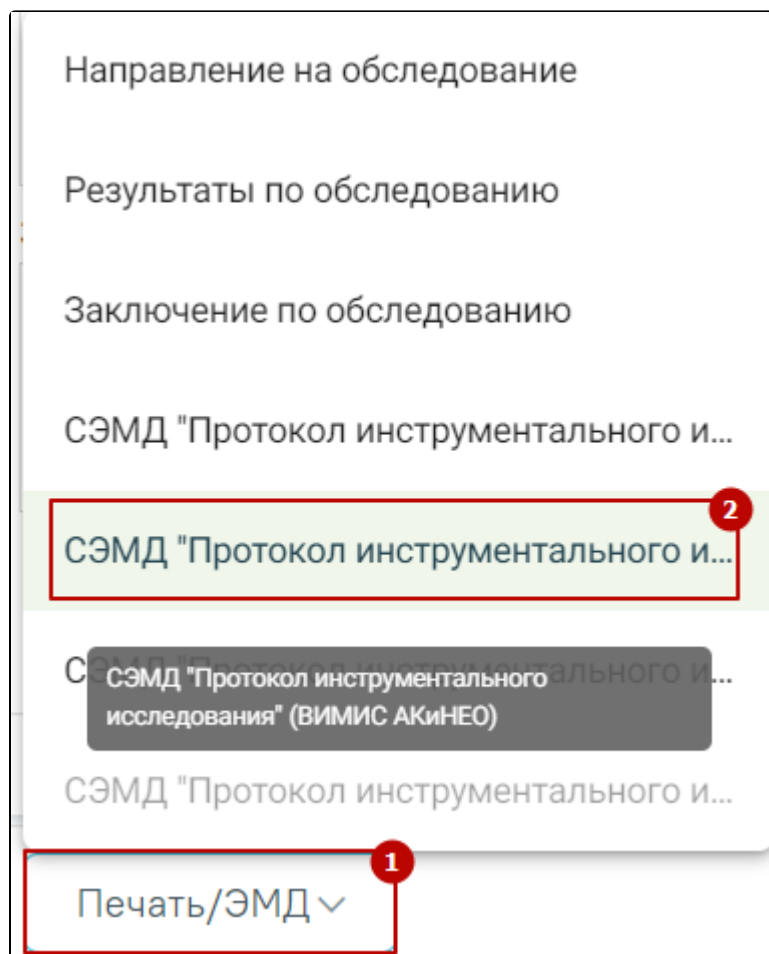 Направление на обследование
Результаты по обследованию
Заключение по обследованию
СЭМД "Протокол инструментального и...
2
СЭМД "Протокол инструментального и...
СЭМД "Протокол инструментального
исследования" (ВИМИС АКиНЕО)
СЭМД "Протокол инструментального и...
1
Печать/ЭМД